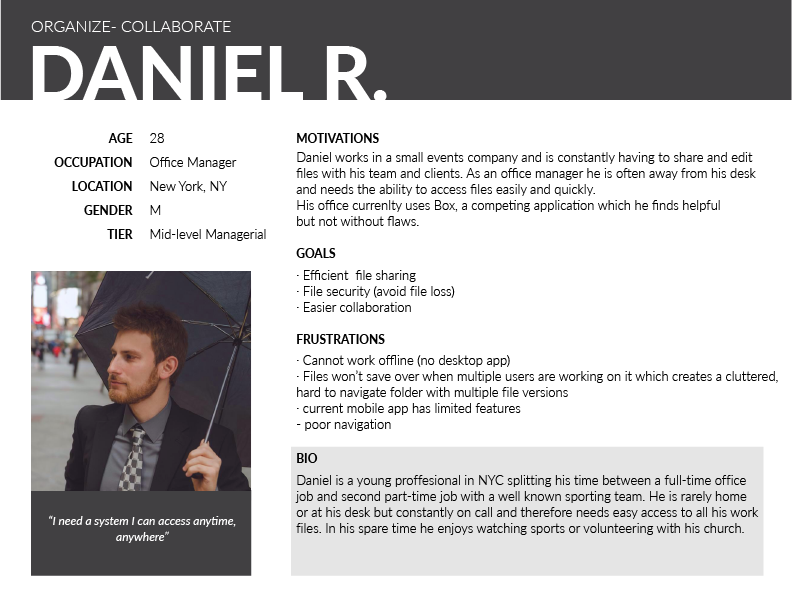 ORGANIZE- COLLABORATE
DANIEL R.
AGE 28
OCCUPATION Office Manager
LOCATION New York, NY
GENDER M
TIER Mid-level Managerial
“I need a system I can access anytime,
anywhere”
MOTIVATIONS
Daniel works in a small events company and is constantly having to share and edit
files with his team and clients. As an office manager he is often away from his desk
and needs the ability to access files easily and quickly.
His office currenlty uses Box, a competing application which he finds helpful
but not without flaws.
GOALS
· Efficient  file sharing
· File security (avoid file loss)
· Easier collaboration
FRUSTRATIONS
· Cannot work offline (no desktop app)
· Files won’t save over when multiple users are working on it which creates a cluttered,
hard to navigate folder with multiple file versions
· current mobile app has limited features
- poor navigation
BIO
Daniel is a young proffesional in NYC splitting his time between a full-time office
job and second part-time job with a well known sporting team. He is rarely home
or at his desk but constantly on call and therefore needs easy access to all his work
files. In his spare time he enjoys watching sports or volunteering with his church.